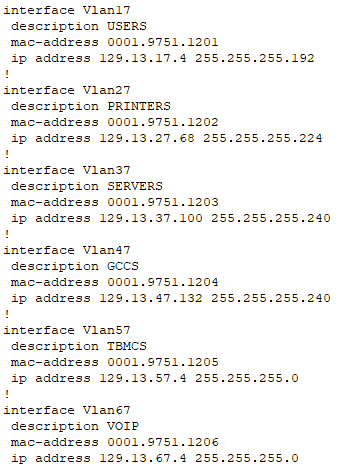 interface Vlan17
 description USERS
 mac-address 0001.9751.1201
 ip address 129.13.17.4 255.255.255.192
!
interface Vlan27
 description PRINTERS
 mac-address 0001.9751.1202
 ip address 129.13.27.68 255.255.255.224
!
interface Vlan37
 description SERVERS
 mac-address 0001.9751.1203
 ip address 129.13.37.100 255.255.255.240
!
interface Vlan47
 description GCCS
 mac-address 0001.9751.1204
 ip address 129.13.47.132 255.255.255.240
!
interface Vlan57
 description TBMCS
 mac-address 0001.9751.1205
 ip address 129.13.57.4 255.255.255.0
!
interface Vlan67
 description VOIP
 mac-address 0001.9751.1206
 ip address 129.13.67.4 255.255.255.0